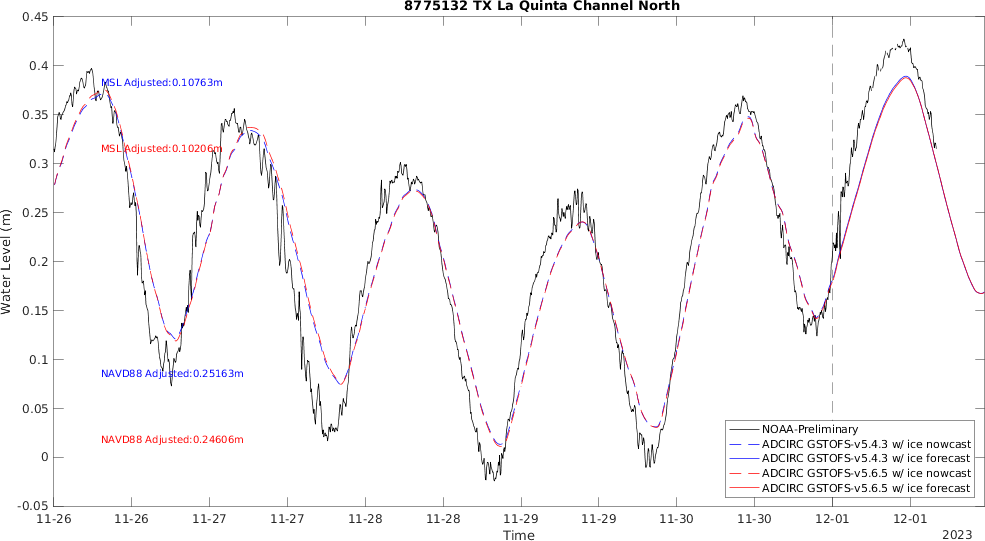 8775132 TX La Quinta Channel North
0.45
0.4
0.35
0.3
0.25
0.2
0.15
0.1
0.05
0
-0.05
Water Level (m)
MSL Adjusted:0.10763m
MSL Adjusted:0.10206m
NAVD88 Adjusted:0.25163m
NAVD88 Adjusted:0.24606m
NOAA-Preliminary
ADCIRC GSTOFS-v5.4.3 w/ ice nowcast
ADCIRC GSTOFS-v5.4.3 w/ ice forecast
ADCIRC GSTOFS-v5.6.5 w/ ice nowcast
ADCIRC GSTOFS-v5.6.5 w/ ice forecast
11-26 11-26 11-27 11-27 11-28 11-28 11-29 11-29 11-30 11-30 12-01 12-01
Time
2023